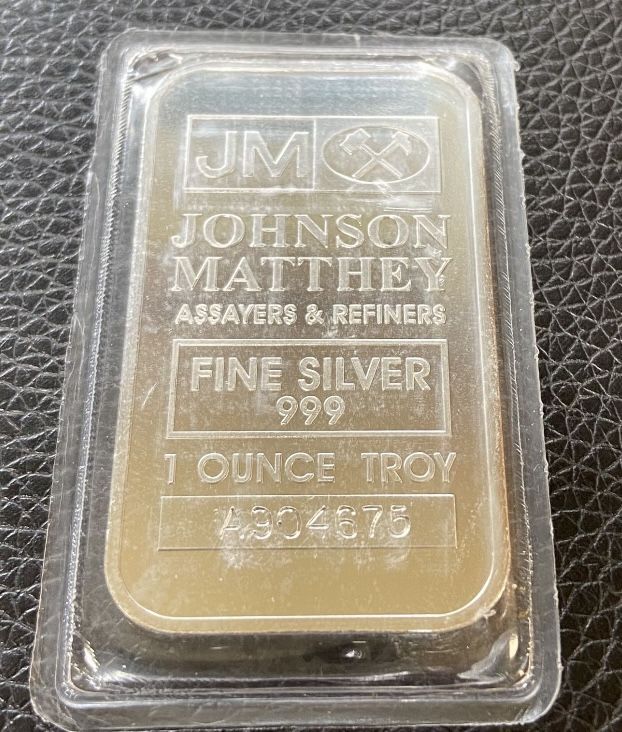 JM
JOHNSON
MATTHEY
ASSAYERS & REFINERS
FINE SILVER
999
1 OUNCE TROY
A904675